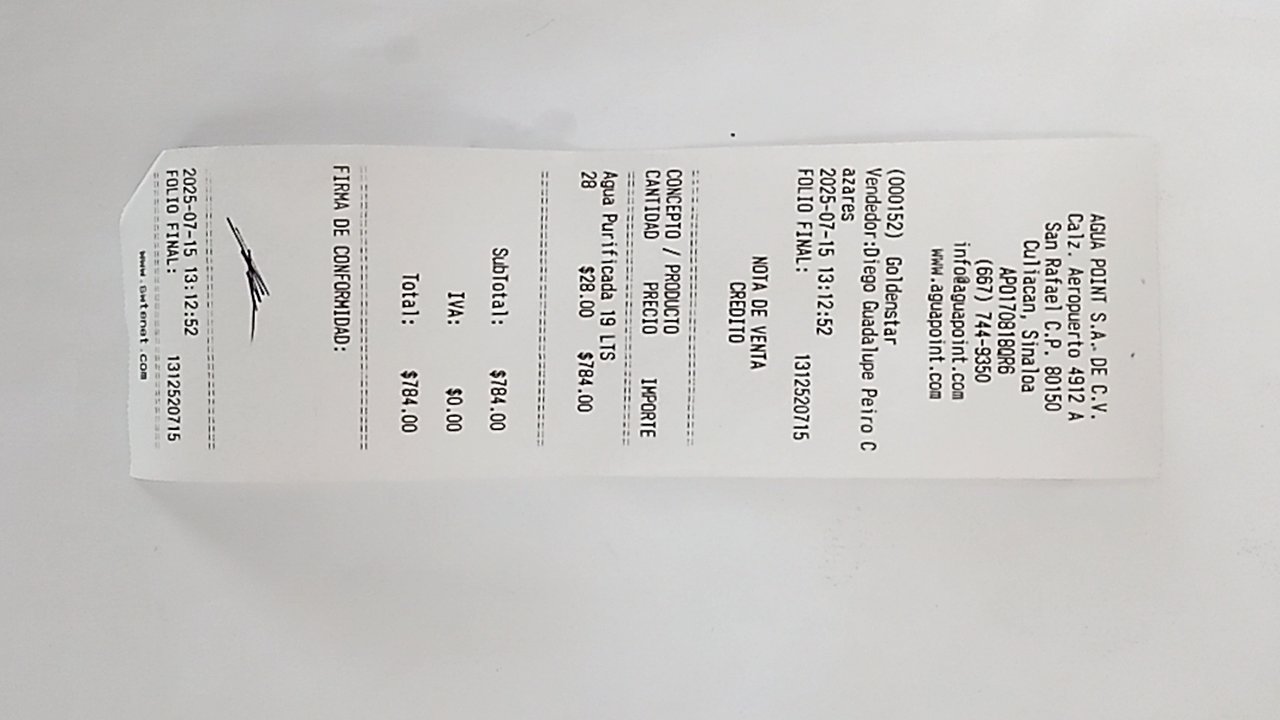 AGUA POINT S.A. DE C.V.
Calz. Aeropuerto 4912 A
San Rafael C.P. 80150
Culiacan, Sinaloa
APO170818QR6
(667) 744-9350
info@aguapoint.com
www.aguapoint.com
(000152) Goldenstar
Vendedor:Diego Guadalupe Peiro C
azares
2025-07-15 13:12:52
FOLIO FINAL: 1312520715
NOTA DE VENTA
CREDITO
CONCEPTO / PRODUCTO
CANTIDAD PRECIO IMPORTE
Agua Purificada 19 LTS
28 $28.00 $784.00
SubTotal: $784.00
IVA: $0.00
Total: $784.00
FIRMA DE CONFORMIDAD:
2025-07-15 13:12:52
FOLIO FINAL: 1312520715